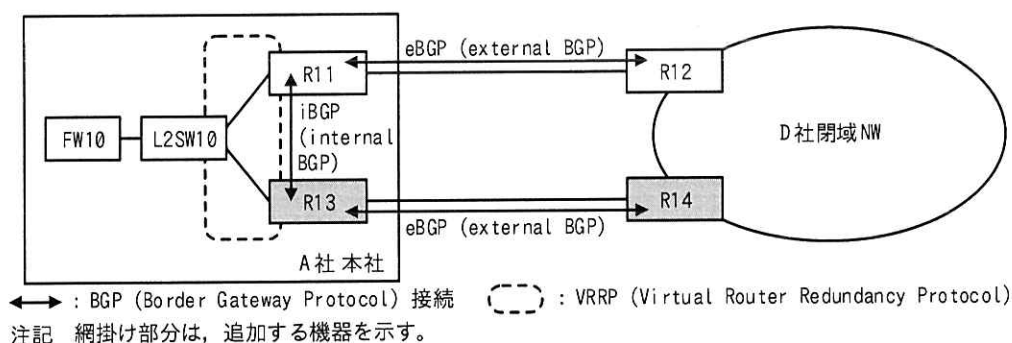 eBGP (external BGP)
R11
R12
iBGP
(internal
BGP)
FW10
L2SW10
D社閉域NW
R13
R14
eBGP (external BGP)
A社 本社
: BGP (Border Gateway Protocol) 接続
: VRRP (Virtual Router Redundancy Protocol)
注記 網掛け部分は，追加する機器を示す。